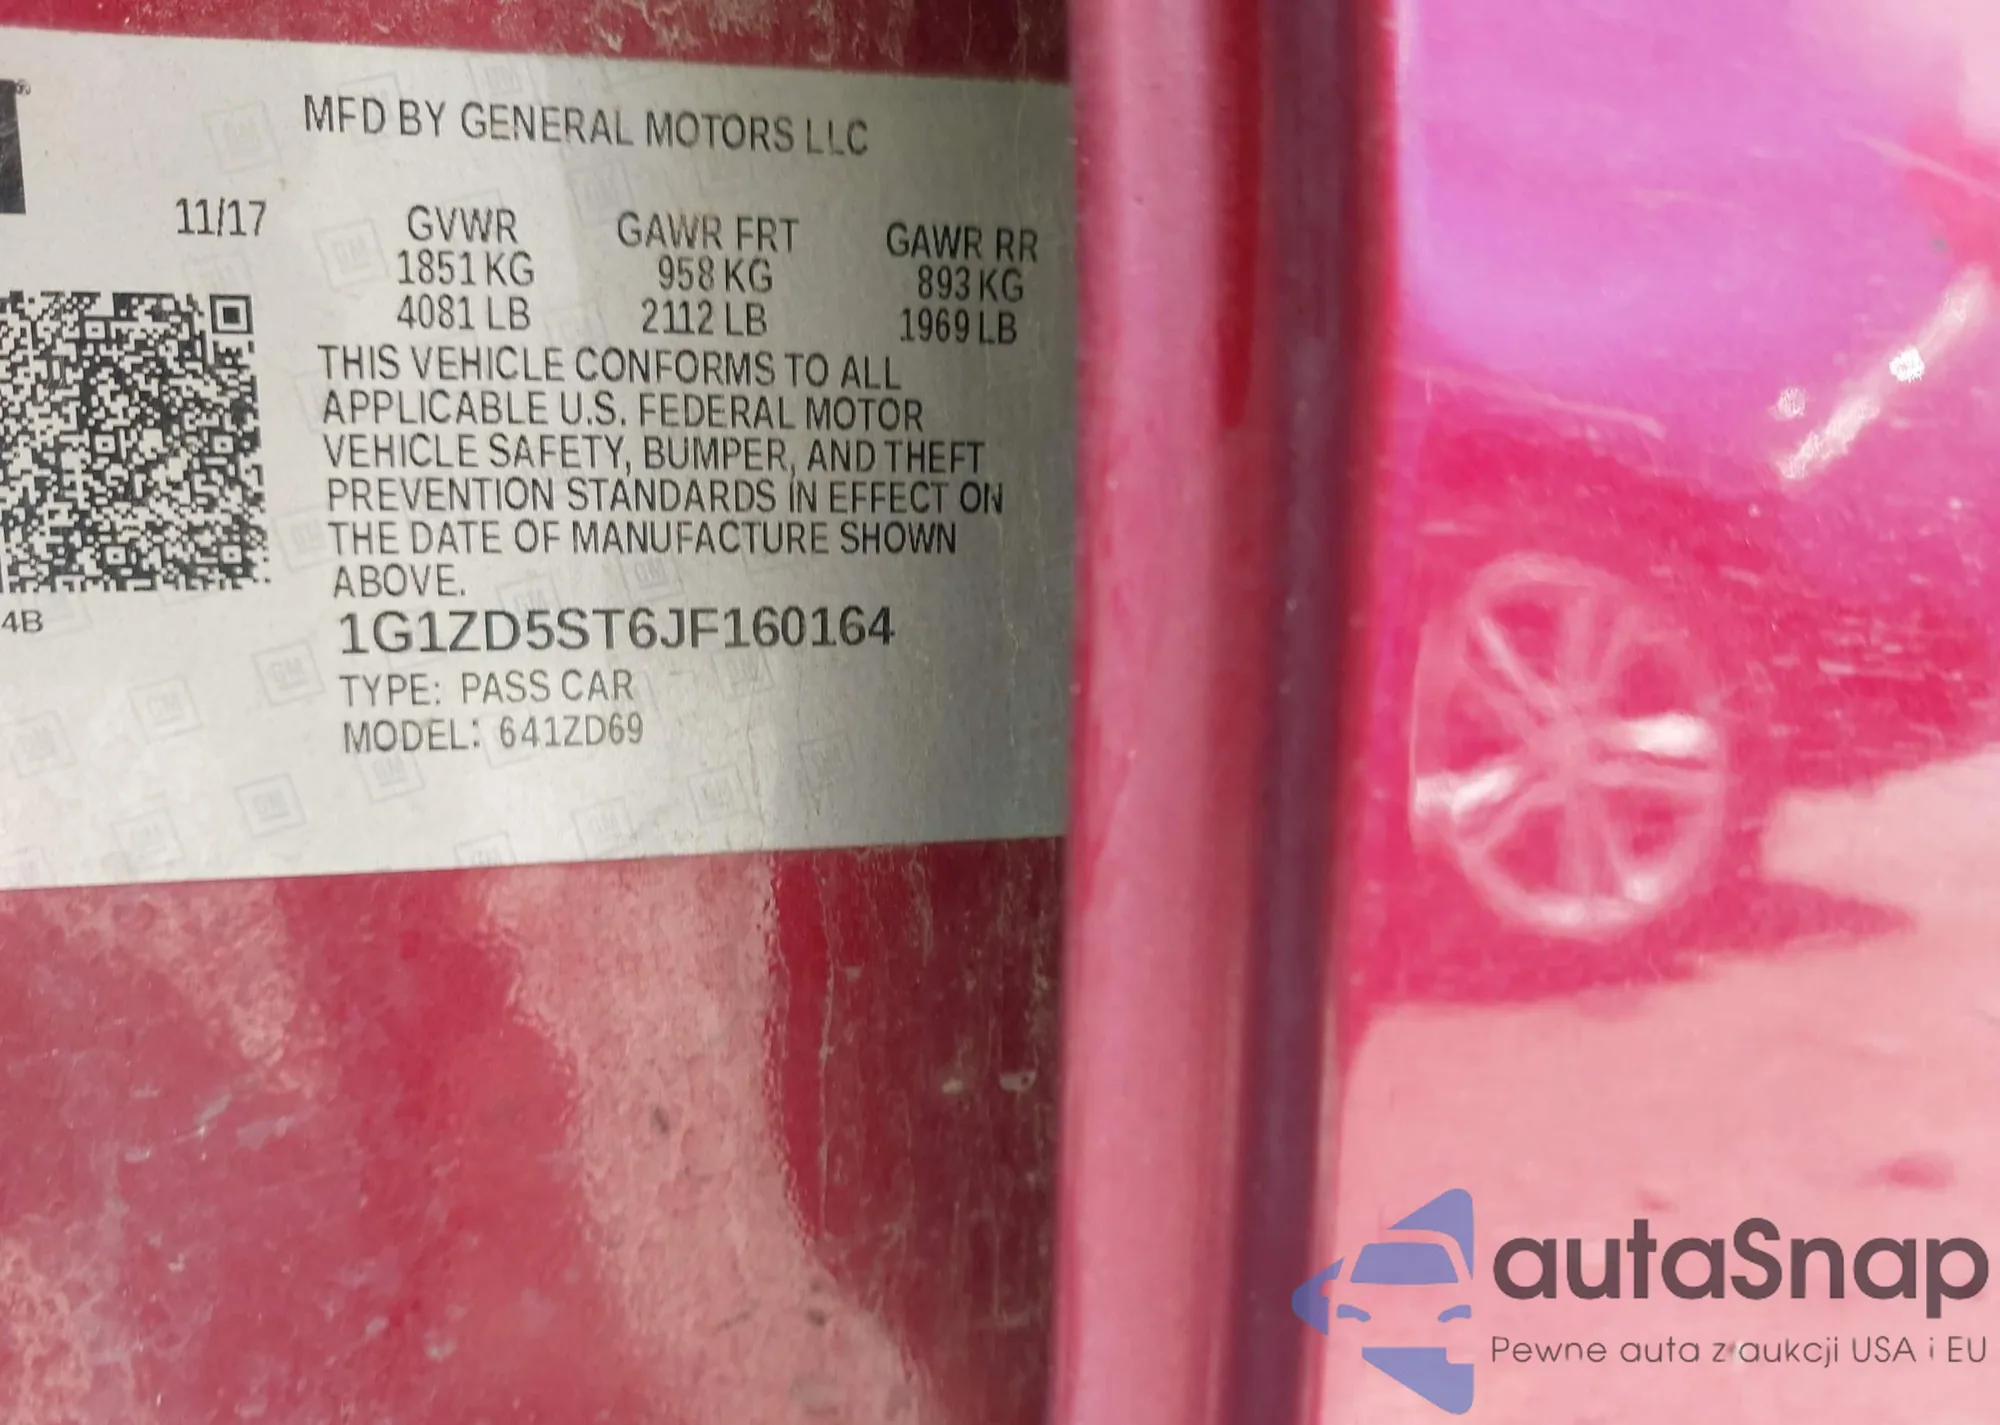 MFD BY GENERAL MOTORS LLC
11/17
GVWR GAWR FRT GAWR RR
1851 KG 958 KG 893 KG
4081 LB 2112 LB 1969 LB
THIS VEHICLE CONFORMS TO ALL
APPLICABLE U.S. FEDERAL MOTOR
VEHICLE SAFETY, BUMPER, AND THEFT
PREVENTION STANDARDS IN EFFECT ON
THE DATE OF MANUFACTURE SHOWN
ABOVE.
4B
1G1ZD5ST6JF160164
TYPE: PASS CAR
MODEL: 641ZD69
autaSnap
Pewne auta z aukcji USA i EU